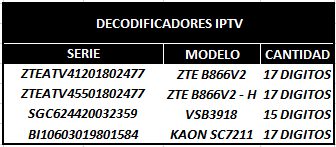 DECODIFICADORES IPTV
SERIE MODELO CANTIDAD
ZTEATV41201802477 ZTE B866V2 17 DIGITOS
ZTEATV45501802477 ZTE B866V2 - H 17 DIGITOS
SGC624420032359 VSB3918 15 DIGITOS
BI10603019801584 KAON SC7211 17 DIGITOS